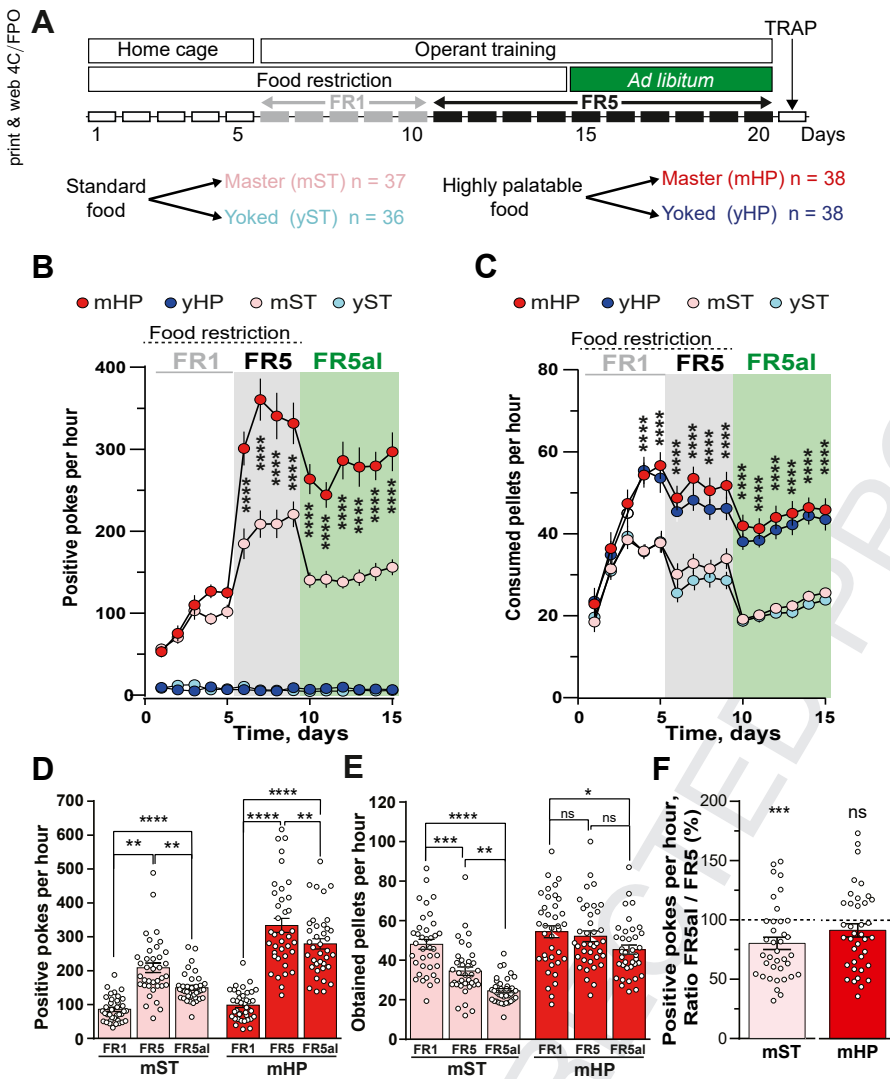 print & web 4C/FPO
A
TRAP
Home cage
Operant training
Food restriction
Ad libitum
FR1
FR5
1 5 10 15 20 Days
Standard food
Master (mST) n = 37
Yoked (yST) n = 36
Highly palatable food
Master (mHP) n = 38
Yoked (yHP) n = 38
B
mHP yHP mST yST
Food restriction
FR1 FR5 FR5al
Positive pokes per hour
400
300
200
100
0
****
****
****
****
****
****
****
****
****
****
0 5 10 15
Time, days
C
mHP yHP mST yST
Food restriction
FR1 FR5 FR5al
Consumed pellets per hour
80
60
40
20
0
****
****
****
****
****
****
****
****
****
****
****
****
0 5 10 15
Time, days
D
Positive pokes per hour
700
600
500
400
300
200
100
0
****
** **
****
**** **
FR1 FR5 FR5al FR1 FR5 FR5al
mST mHP
E
Obtained pellets per hour
120
100
80
60
40
20
0
****
*** **
*
ns ns
FR1 FR5 FR5al FR1 FR5 FR5al
mST mHP
F
Positive pokes per hour,
Ratio FR5al / FR5 (%)
200
150
100
50
0
*** ns
mST mHP